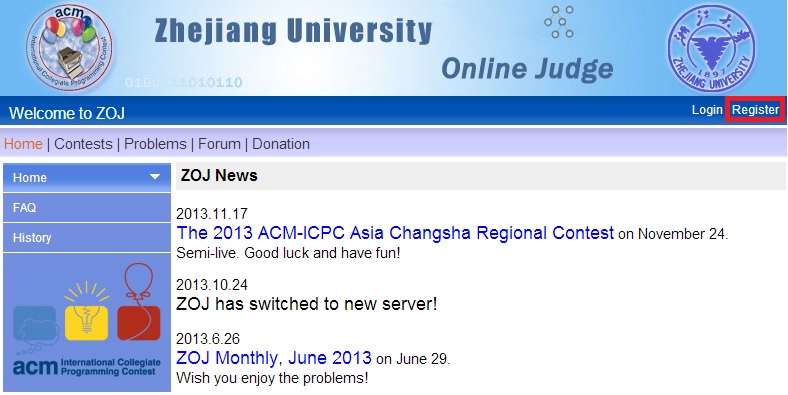 acm
International Collegiate Programming Contest
Zhejiang University
0100 11010110
Online Judge
ZHEJIANG UNIVERSITY
1897
Welcome to ZOJ
Login Register
Home | Contests | Problems | Forum | Donation
Home
FAQ
History
acm International Collegiate
Programming Contest
ZOJ News
2013.11.17
The 2013 ACM-ICPC Asia Changsha Regional Contest on November 24.
Semi-live. Good luck and have fun!
2013.10.24
ZOJ has switched to new server!
2013.6.26
ZOJ Monthly, June 2013 on June 29.
Wish you enjoy the problems!